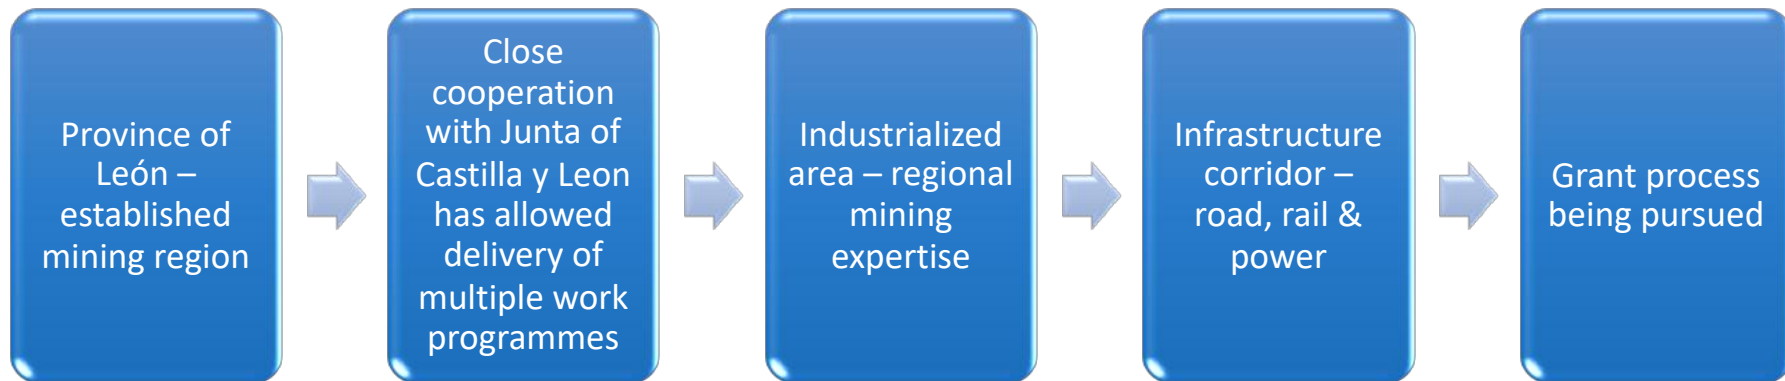 Province of
León –
established
mining region
Close
cooperation
with Junta of
Castilla y Leon
has allowed
delivery of
multiple work
programmes
Industrialized
area – regional
mining
expertise
Infrastructure
corridor –
road, rail &
power
Grant process
being pursued